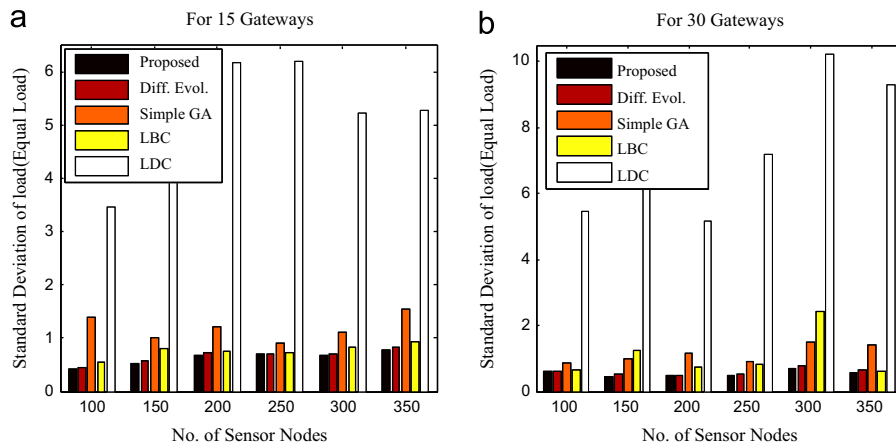 a
For 15 Gateways
Standard Deviation of load(Equal Load)
6
5
4
3
2
1
0
Proposed
Diff. Evol.
Simple GA
LBC
LDC
100 150 200 250 300 350
No. of Sensor Nodes
b
For 30 Gateways
Standard Deviation of load(Equal Load)
10
8
6
4
2
0
Proposed
Diff. Evol.
Simple GA
LBC
LDC
100 150 200 250 300 350
No. of Sensor Nodes